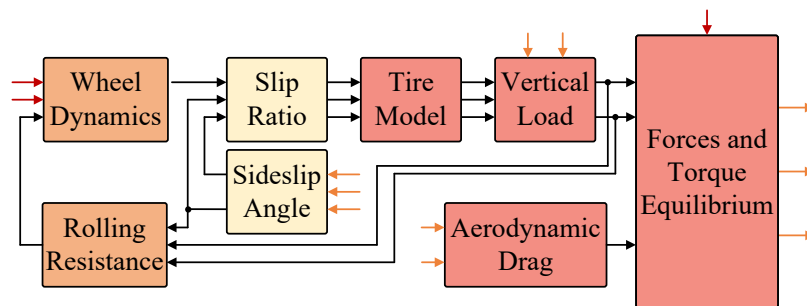 Wheel
Dynamics
Slip
Ratio
Tire
Model
Vertical
Load
Forces and
Torque
Equilibrium
Sideslip
Angle
Rolling
Resistance
Aerodynamic
Drag